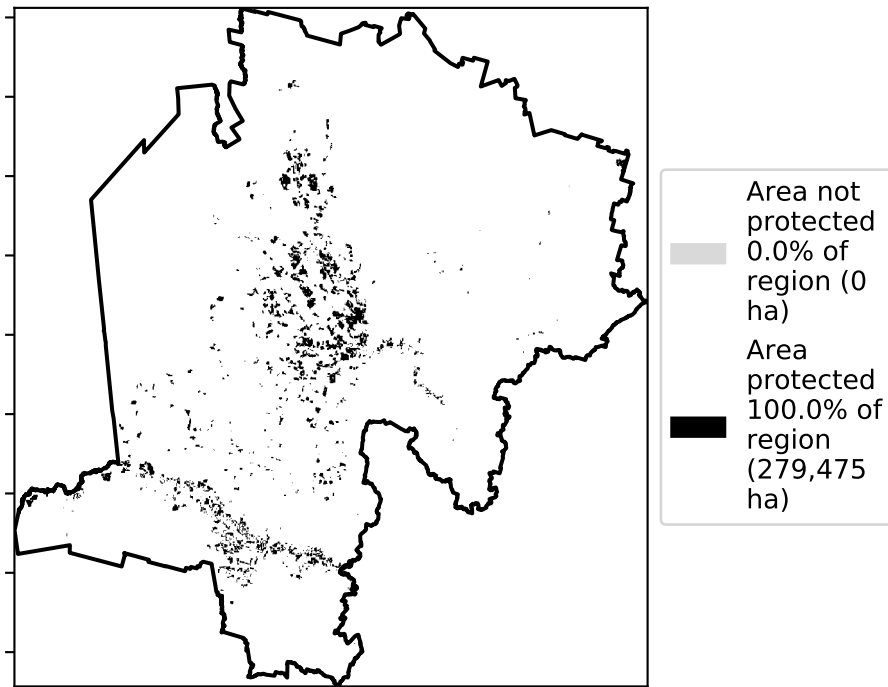 Area not
protected
0.0% of
region (0
ha)
Area
protected
100.0% of
region
(279,475
ha)